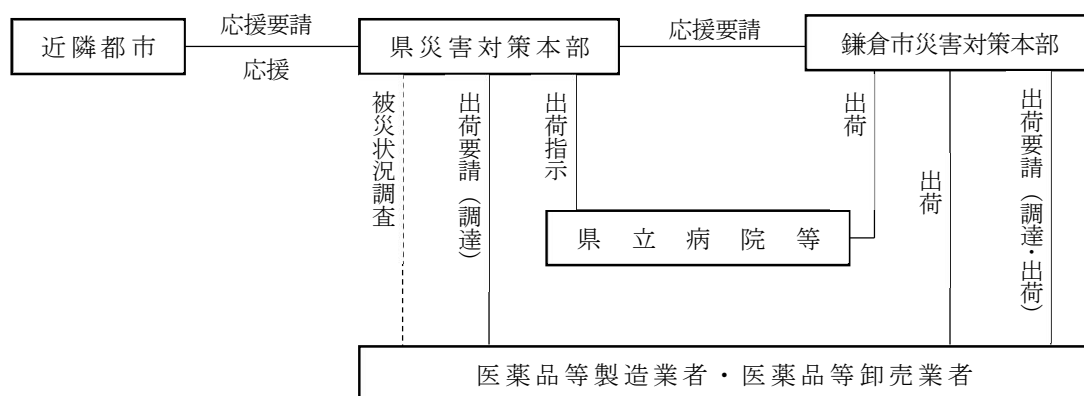 近隣都市
応援要請
応援
県災害対策本部
応援要請
鎌倉市災害対策本部
被災状況調査
出荷要請（調達）
出荷指示
出荷
出荷
出荷要請（調達・出荷）
県立病院等
医薬品等製造業者・医薬品等卸売業者